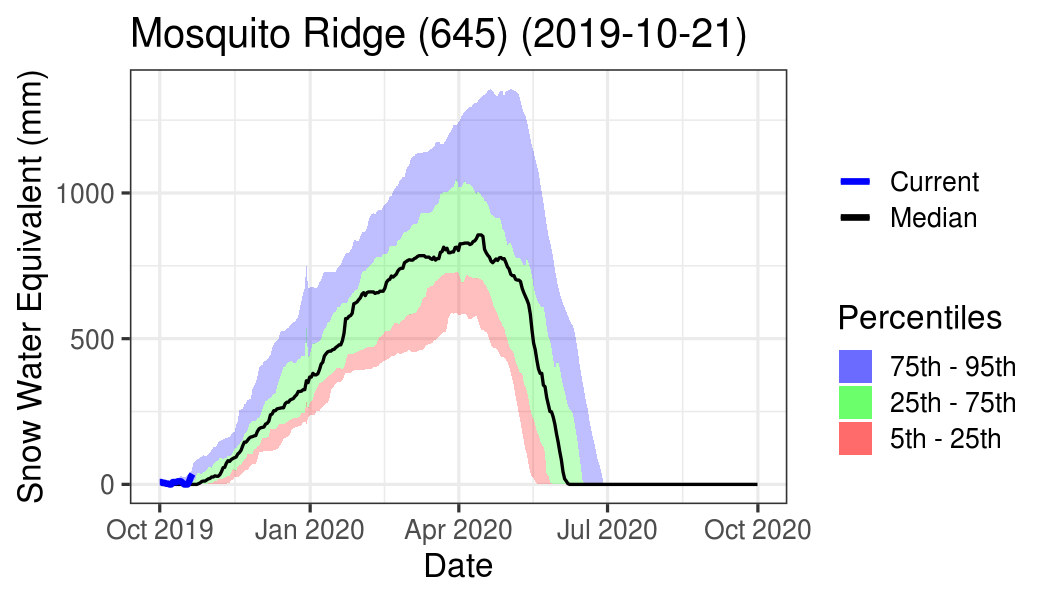 Mosquito Ridge (645) (2019-10-21)
Snow Water Equivalent (mm)
1000
500
0
Oct 2019 Jan 2020 Apr 2020 Jul 2020 Oct 2020
Date
Current
Median
Percentiles
75th - 95th
25th - 75th
5th - 25th